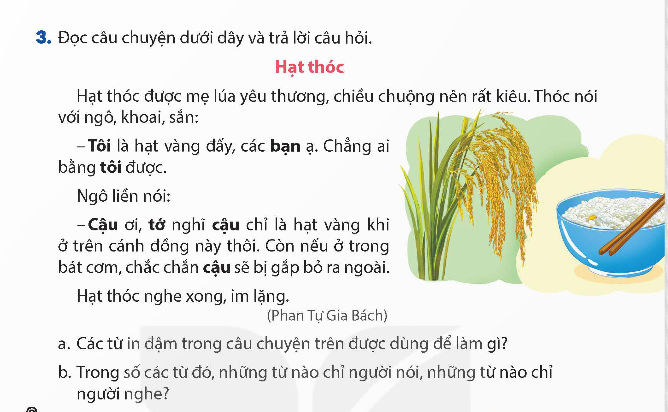 3. Đọc câu chuyện dưới đây và trả lời câu hỏi.
Hạt thóc
Hạt thóc được mẹ lúa yêu thương, chiều chuộng nên rất kiêu. Thóc nói
với ngô, khoai, sắn:
– Tôi là hạt vàng đấy, các bạn ạ. Chẳng ai
bằng tôi được.
Ngô liền nói:
– Cậu ơi, tớ nghĩ cậu chỉ là hạt vàng khi
ở trên cánh đồng này thôi. Còn nếu ở trong
bát cơm, chắc chắn cậu sẽ bị gắp bỏ ra ngoài.
Hạt thóc nghe xong, im lặng.
(Phan Tự Gia Bách)
a. Các từ in đậm trong câu chuyện trên được dùng để làm gì?
b. Trong số các từ đó, những từ nào chỉ người nói, những từ nào chỉ
người nghe?